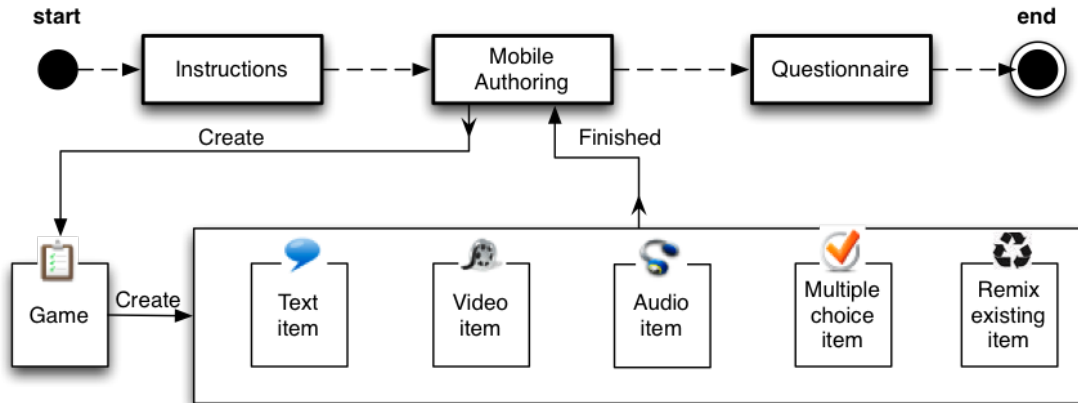 start
end
Instructions
Mobile
Authoring
Questionnaire
Create
Finished
Game
Create
Text
item
Video
item
Audio
item
Multiple
choice
item
Remix
existing
item